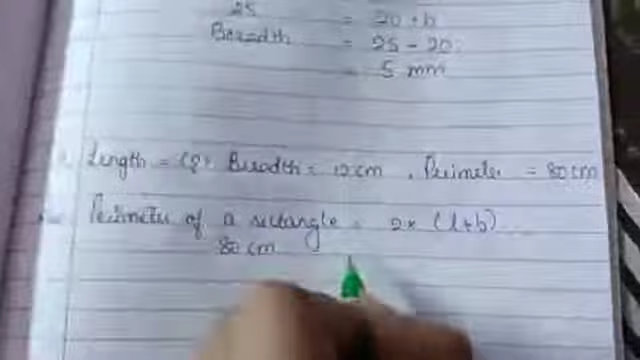 25 = 20 + b
Breadth = 25 - 20
= 5 mm
Length = (?), Breadth = 12 cm, Perimeter = 80 cm
Perimeter of a rectangle = 2 × (l+b)
80 cm =